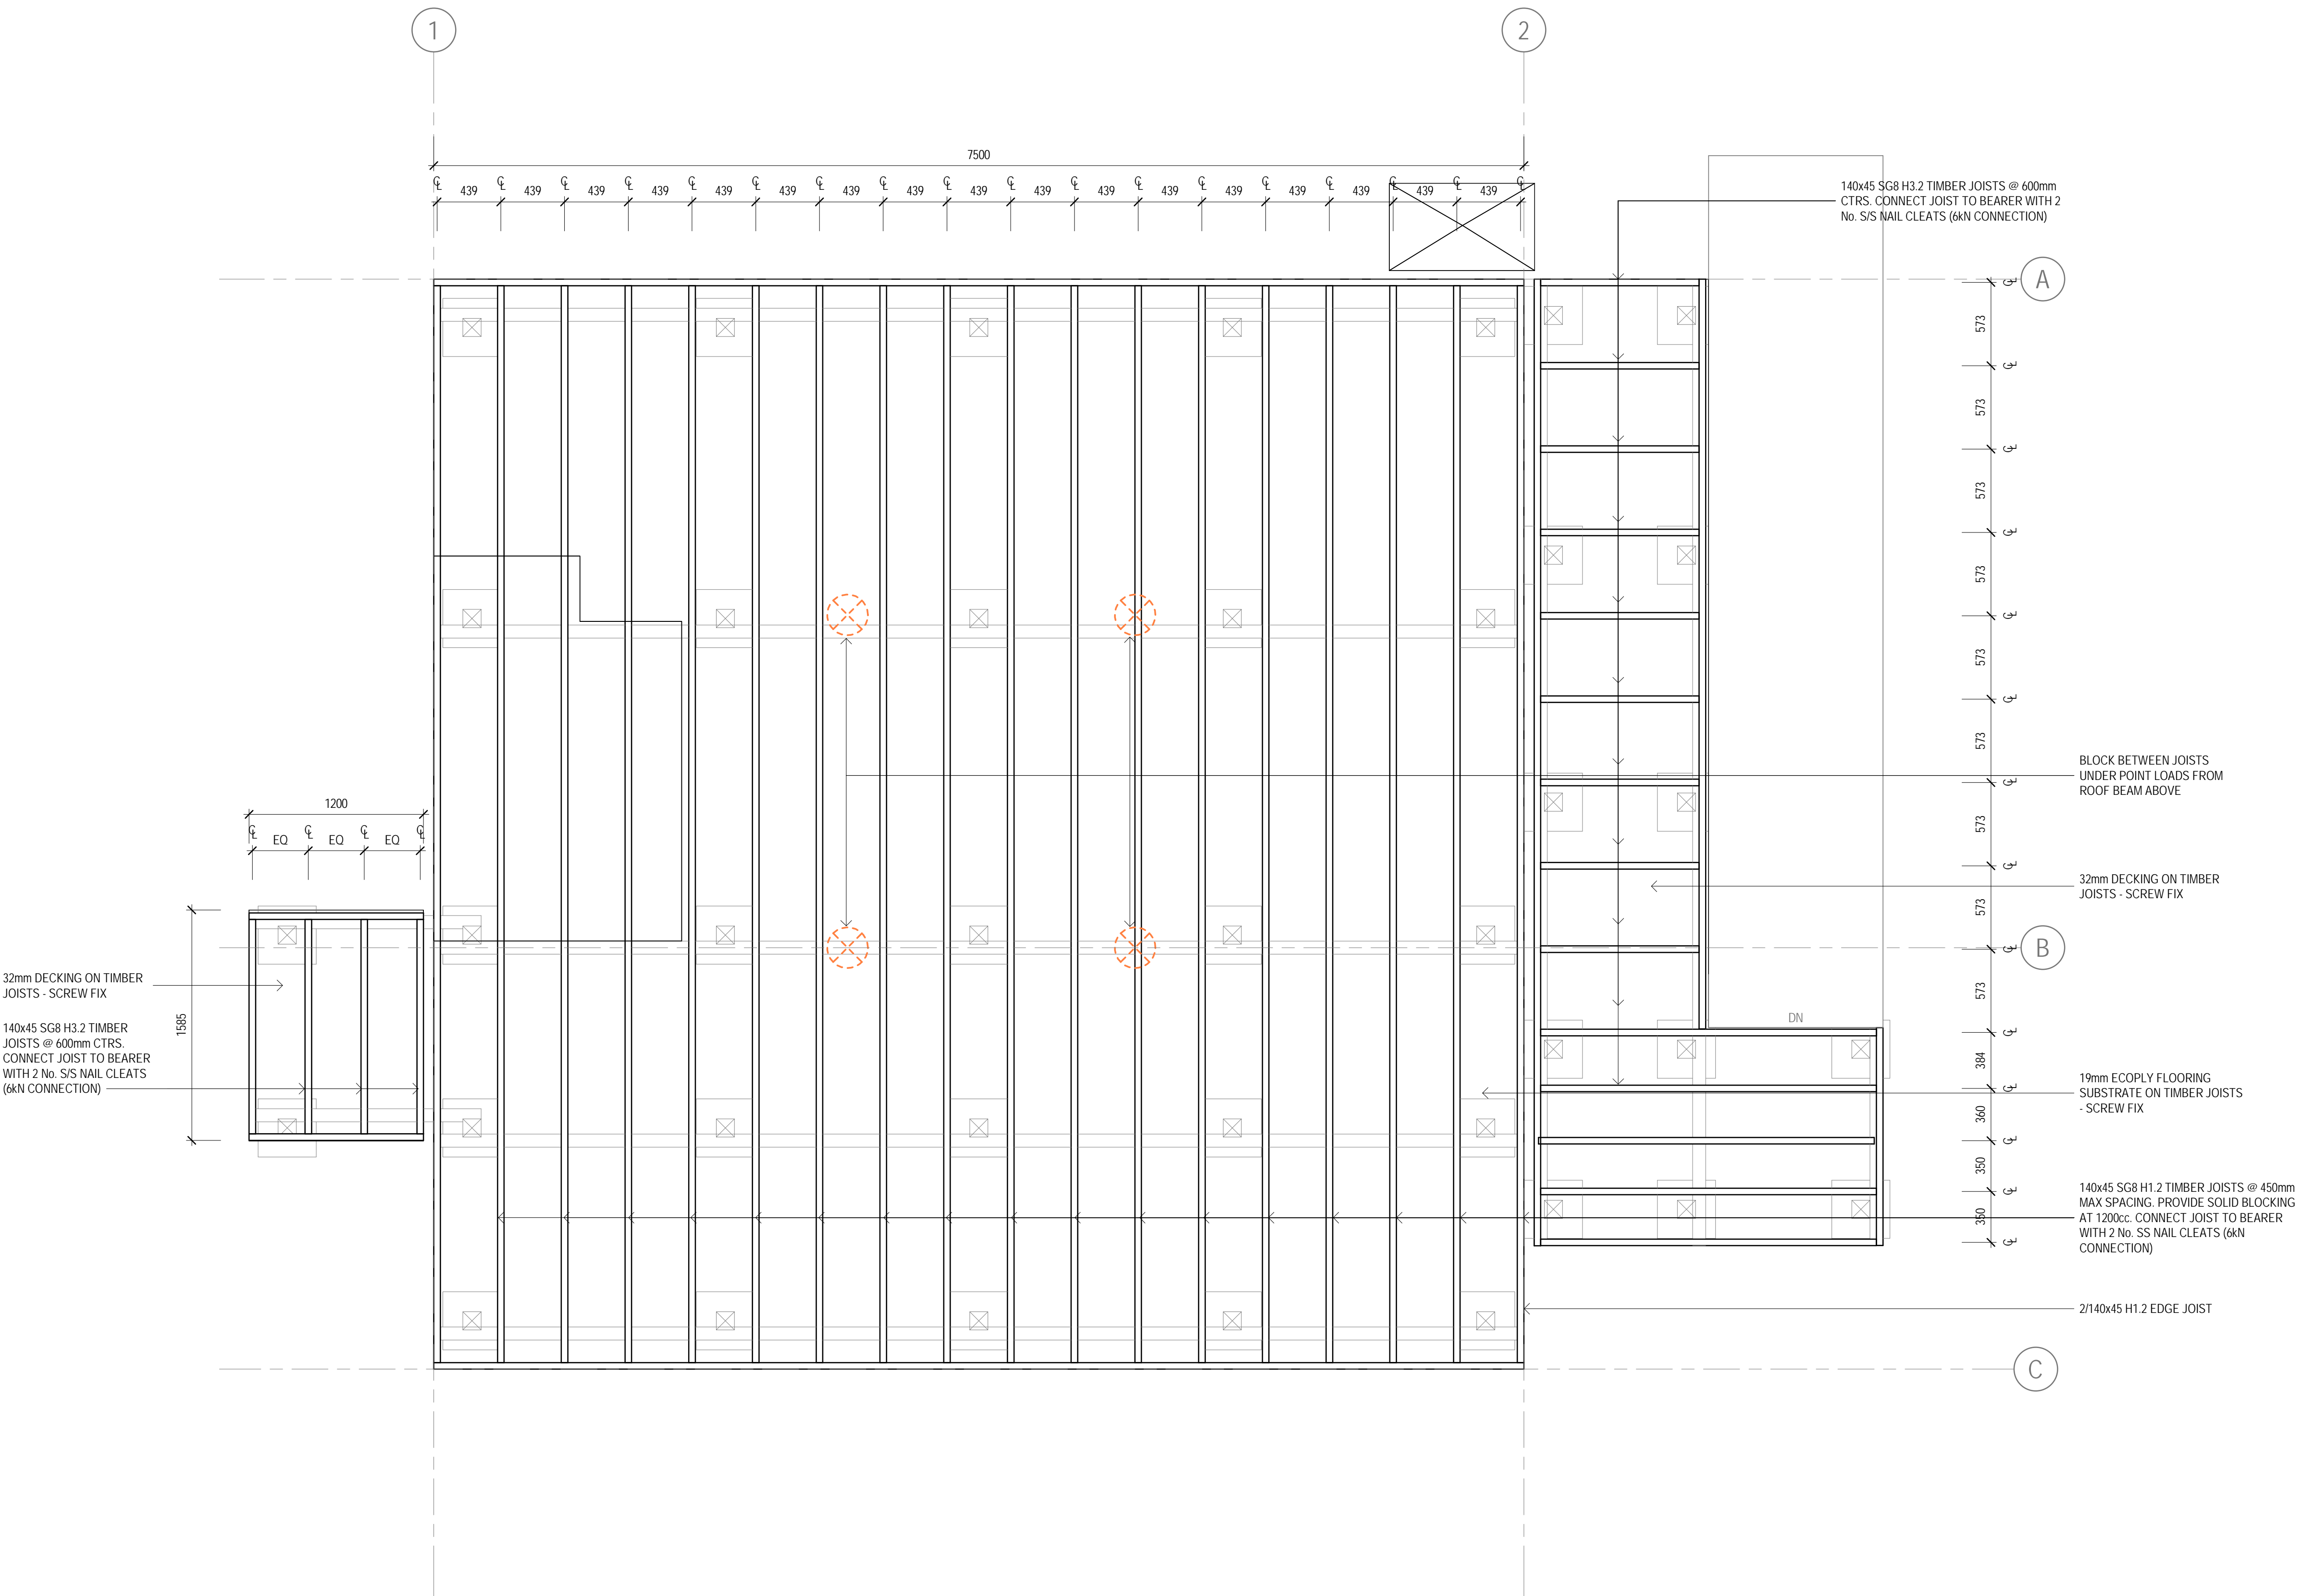 1
2
7500
℄ ℄ ℄ ℄ ℄ ℄ ℄ ℄ ℄ ℄ ℄ ℄ ℄ ℄ ℄ ℄ ℄ ℄
439 439 439 439 439 439 439 439 439 439 439 439 439 439 439 439 439
140x45 SG8 H3.2 TIMBER JOISTS @ 600mm
CTRS. CONNECT JOIST TO BEARER WITH 2
No. S/S NAIL CLEATS (6kN CONNECTION)
A
℄
573
℄
573
℄
573
℄
573
℄
573
℄
573
℄
573
℄
573
℄
573
℄
384
℄
360
℄
350
℄
350
℄
BLOCK BETWEEN JOISTS
UNDER POINT LOADS FROM
ROOF BEAM ABOVE
1200
℄ ℄ ℄ ℄
EQ EQ EQ
32mm DECKING ON TIMBER
JOISTS - SCREW FIX
B
32mm DECKING ON TIMBER
JOISTS - SCREW FIX
1585
140x45 SG8 H3.2 TIMBER
JOISTS @ 600mm CTRS.
CONNECT JOIST TO BEARER
WITH 2 No. S/S NAIL CLEATS
(6kN CONNECTION)
DN
19mm ECOPLY FLOORING
SUBSTRATE ON TIMBER JOISTS
- SCREW FIX
140x45 SG8 H1.2 TIMBER JOISTS @ 450mm
MAX SPACING. PROVIDE SOLID BLOCKING
AT 1200cc. CONNECT JOIST TO BEARER
WITH 2 No. SS NAIL CLEATS (6kN
CONNECTION)
2/140x45 H1.2 EDGE JOIST
C